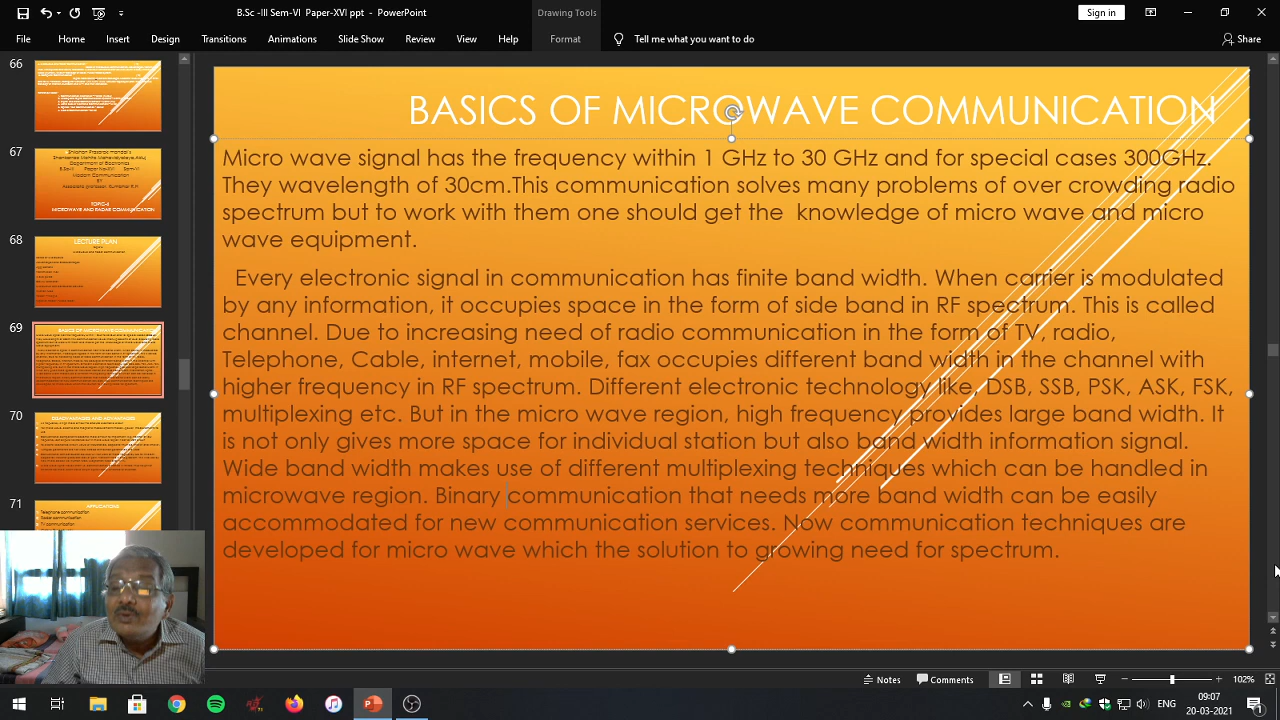 B.Sc -III Sem-VI Paper-XVI ppt - PowerPoint
Drawing Tools
Sign in
File Home Insert Design Transitions Animations Slide Show Review View Help Format Tell me what you want to do Share
66
67
68
LECTURE PLAN
69
70
71
BASICS OF MICROWAVE COMMUNICATION
Micro wave signal has the frequency within 1 GHz to 30 GHz and for special cases 300GHz.
They wavelength of 30cm.This communication solves many problems of over crowding radio
spectrum but to work with them one should get the knowledge of micro wave and micro
wave equipment.
Every electronic signal in communication has finite band width. When carrier is modulated
by any information, it occupies space in the form of side band in RF spectrum. This is called
channel. Due to increasing need of radio communication in the form of TV, radio,
Telephone, Cable, internet, mobile, fax occupies different band width in the channel with
higher frequency in RF spectrum. Different electronic technology like, DSB, SSB, PSK, ASK, FSK,
multiplexing etc. But in the micro wave region, high frequency provides large band width. It
is not only gives more space for individual station but also band width information signal.
Wide band width makes use of different multiplexing techniques which can be handled in
microwave region. Binary communication that needs more band width can be easily
accommodated for new communication services. Now communication techniques are
developed for micro wave which the solution to growing need for spectrum.
Notes Comments 102%
ENG 09:07
20-03-2021